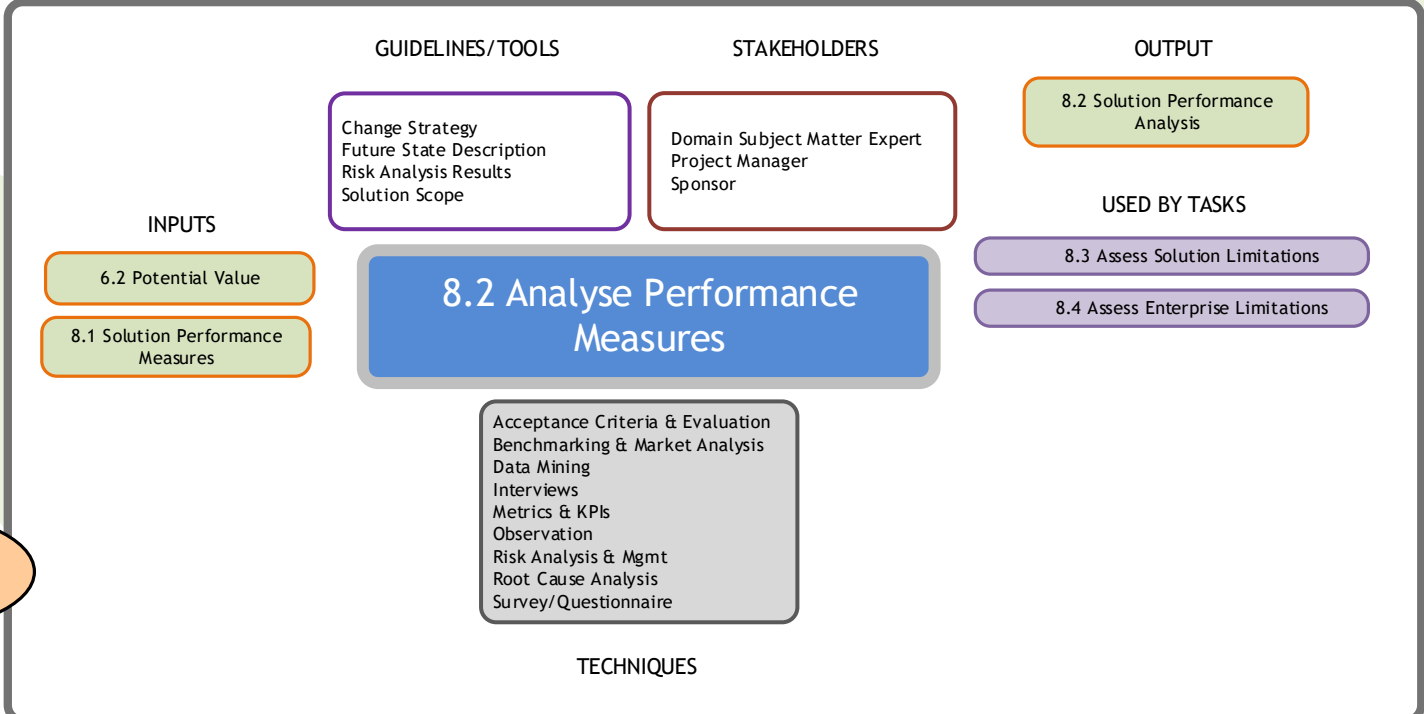 GUIDELINES/TOOLS
STAKEHOLDERS
OUTPUT
Change Strategy
Future State Description
Risk Analysis Results
Solution Scope
Domain Subject Matter Expert
Project Manager
Sponsor
8.2 Solution Performance
Analysis
USED BY TASKS
8.3 Assess Solution Limitations
8.4 Assess Enterprise Limitations
INPUTS
6.2 Potential Value
8.1 Solution Performance
Measures
8.2 Analyse Performance
Measures
Acceptance Criteria & Evaluation
Benchmarking & Market Analysis
Data Mining
Interviews
Metrics & KPIs
Observation
Risk Analysis & Mgmt
Root Cause Analysis
Survey/Questionnaire
TECHNIQUES